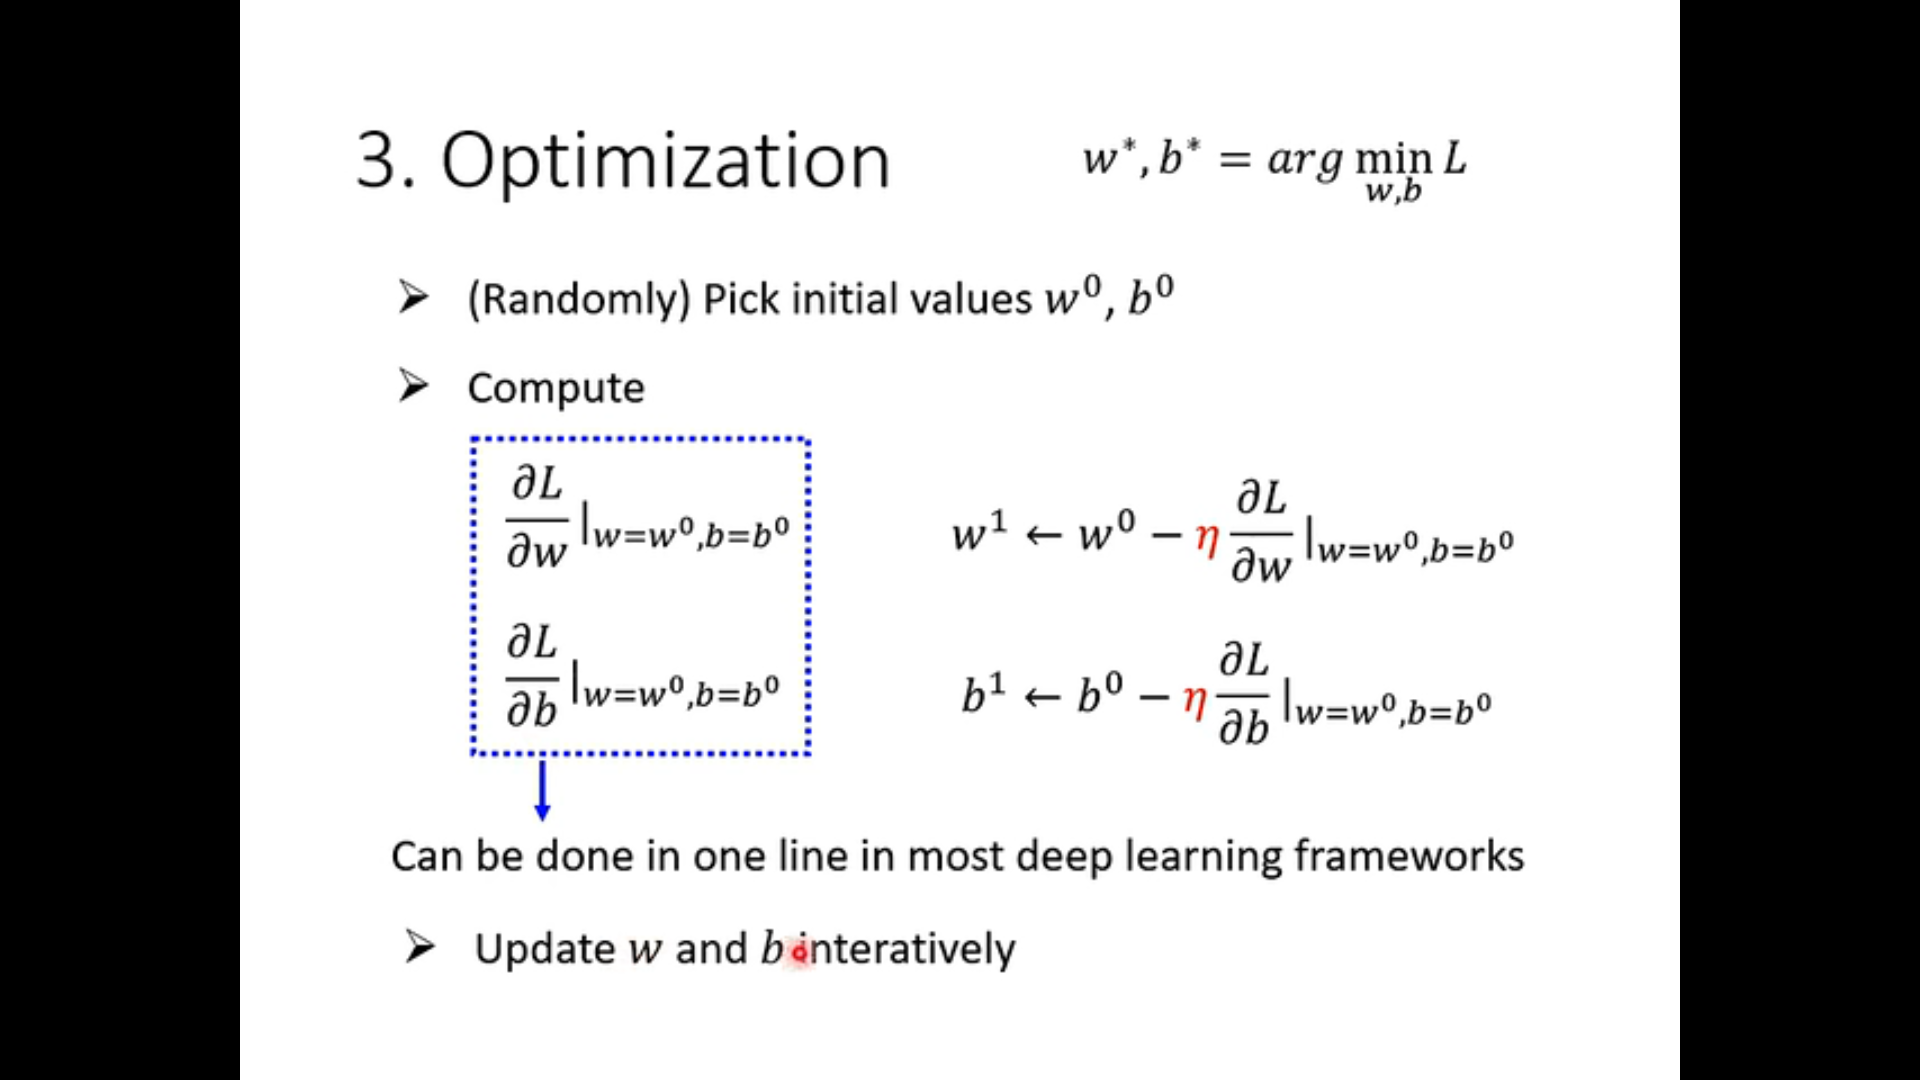 3. Optimization
w*, b* = arg min L
w,b
(Randomly) Pick initial values w⁰, b⁰
Compute
∂L/∂w |w=w⁰,b=b⁰
w¹ ← w⁰ − η ∂L/∂w |w=w⁰,b=b⁰
∂L/∂b |w=w⁰,b=b⁰
b¹ ← b⁰ − η ∂L/∂b |w=w⁰,b=b⁰
Can be done in one line in most deep learning frameworks
Update w and b interatively